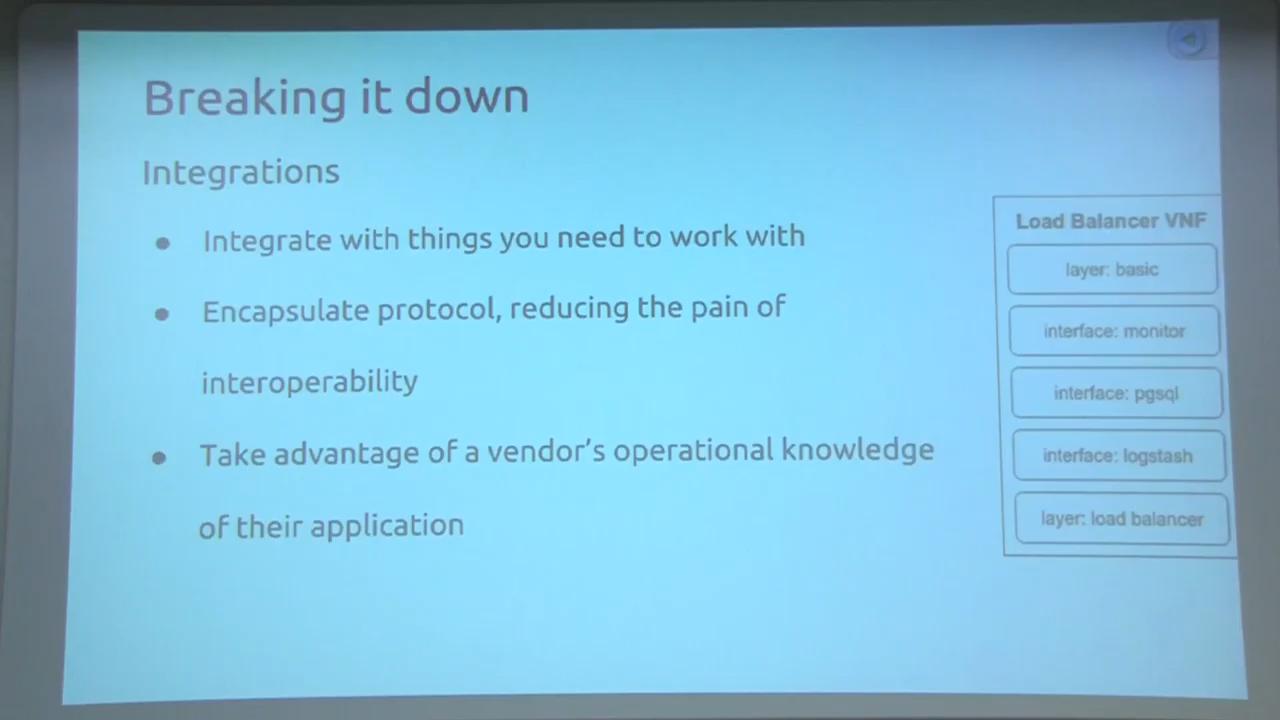 Breaking it down
Integrations
● Integrate with things you need to work with
● Encapsulate protocol, reducing the pain of
interoperability
● Take advantage of a vendor's operational knowledge
of their application
Load Balancer VNF
layer: basic
interface: monitor
interface: pgsql
interface: logstash
layer: load balancer